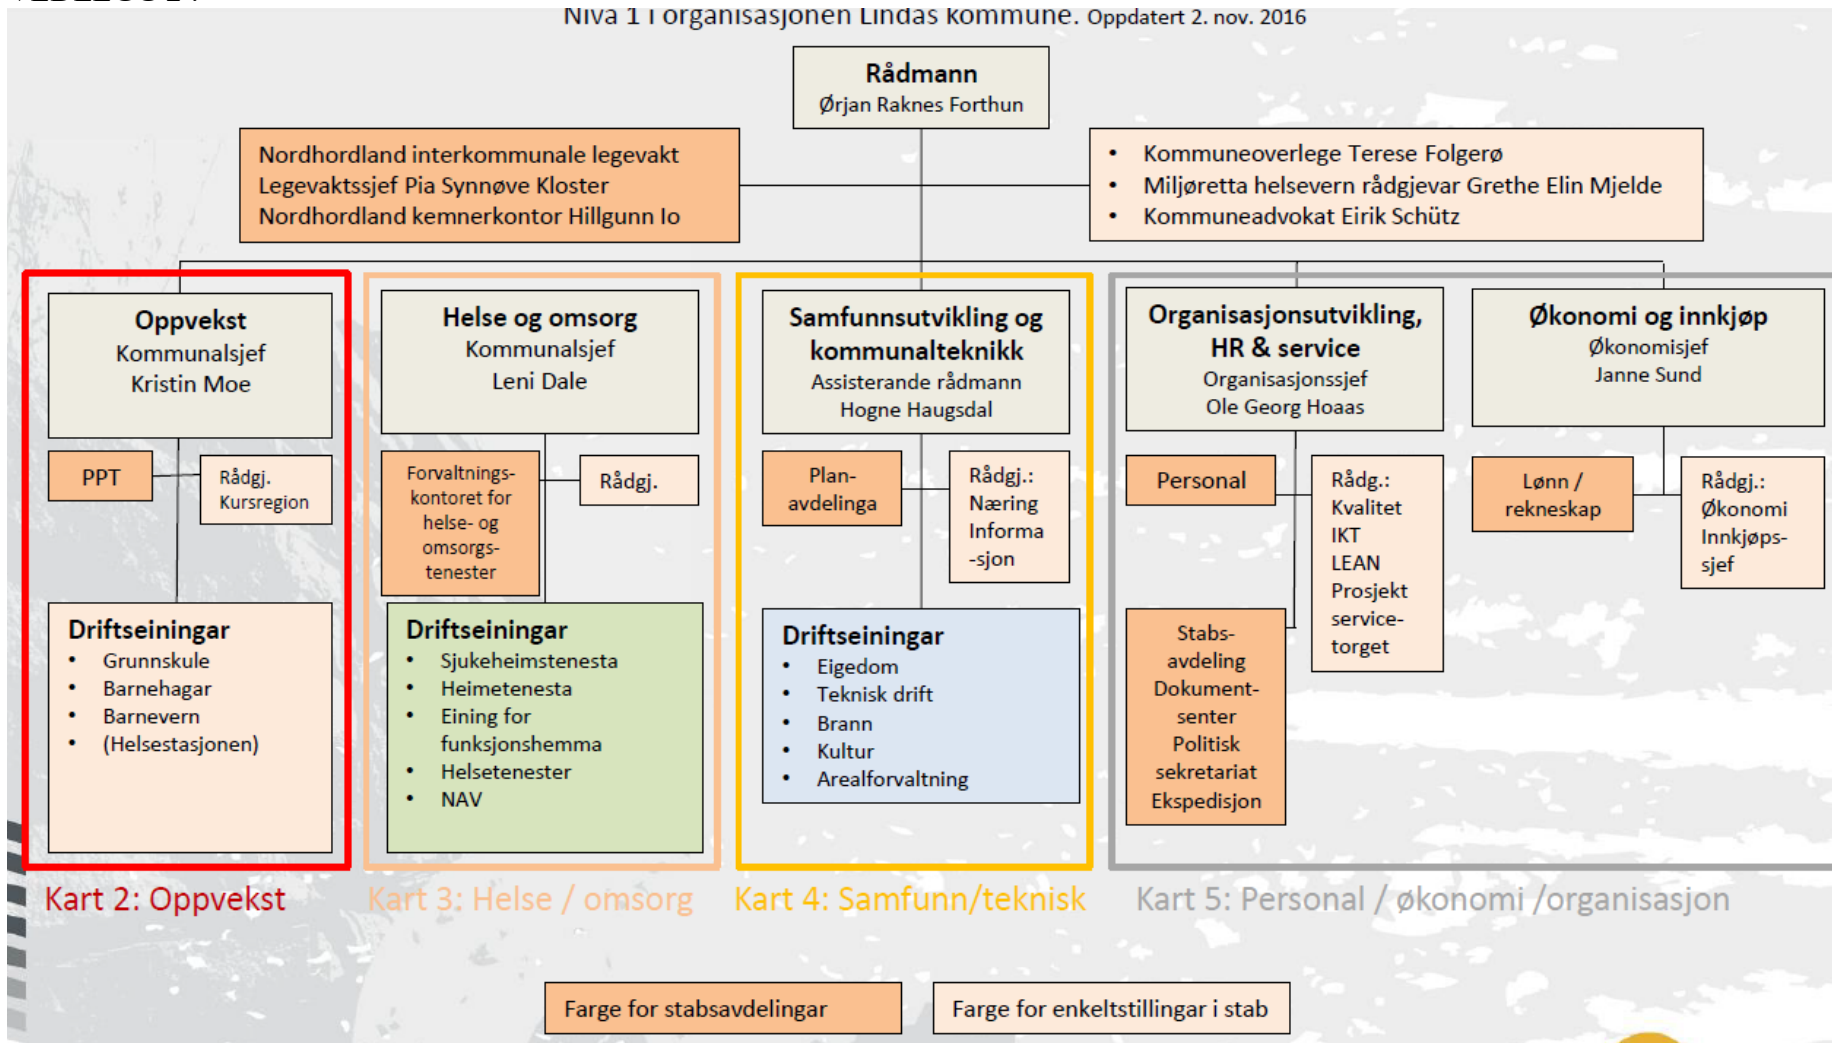 Nivå 1 i organisasjonen Lindås kommune. Oppdatert 2. nov. 2016
Rådmann
Ørjan Raknes Forthun
Nordhordland interkommunale legevakt
Legevaktssjef Pia Synnøve Kloster
Nordhordland kemnerkontor Hillgunn Io
• Kommuneoverlege Terese Folgerø
• Miljøretta helsevern rådgjevar Grethe Elin Mjelde
• Kommuneadvokat Eirik Schütz
Oppvekst
Kommunalsjef
Kristin Moe
PPT
Rådgj.
Kursregion
Driftseiningar
• Grunnskule
• Barnehagar
• Barnevern
• (Helsestasjonen)
Kart 2: Oppvekst
Helse og omsorg
Kommunalsjef
Leni Dale
Forvaltnings-
kontoret for
helse- og
omsorgs-
tenester
Rådgj.
Driftseiningar
• Sjukeheimstenesta
• Heimetenesta
• Eining for
funksjonshemma
• Helsetenester
• NAV
Kart 3: Helse / omsorg
Samfunnsutvikling og
kommunalteknikk
Assisterande rådmann
Hogne Haugsdal
Plan-
avdelinga
Rådgj.:
Næring
Informa
-sjon
Driftseiningar
• Eigedom
• Teknisk drift
• Brann
• Kultur
• Arealforvaltning
Kart 4: Samfunn/teknisk
Organisasjonsutvikling,
HR & service
Organisasjonssjef
Ole Georg Hoaas
Personal
Rådg.:
Kvalitet
IKT
LEAN
Prosjekt
service-
torget
Stabs-
avdeling
Dokument-
senter
Politisk
sekretariat
Ekspedisjon
Økonomi og innkjøp
Økonomisjef
Janne Sund
Lønn /
rekneskap
Rådgj.:
Økonomi
Innkjøps-
sjef
Kart 5: Personal / økonomi /organisasjon
Farge for stabsavdelingar
Farge for enkeltstillingar i stab